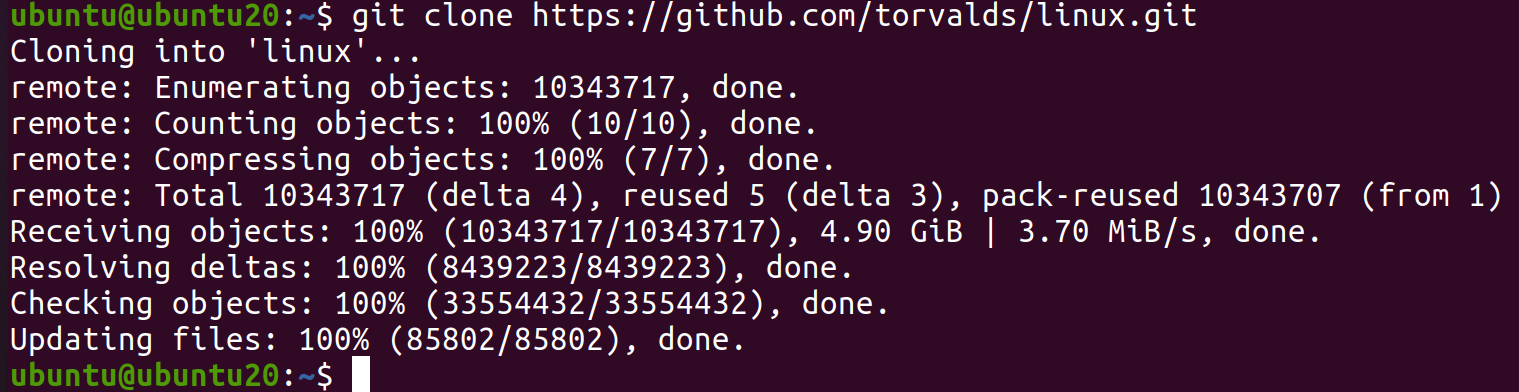 ubuntu@ubuntu20:~$ git clone https://github.com/torvalds/linux.git
Cloning into 'linux'...
remote: Enumerating objects: 10343717, done.
remote: Counting objects: 100% (10/10), done.
remote: Compressing objects: 100% (7/7), done.
remote: Total 10343717 (delta 4), reused 5 (delta 3), pack-reused 10343707 (from 1)
Receiving objects: 100% (10343717/10343717), 4.90 GiB | 3.70 MiB/s, done.
Resolving deltas: 100% (8439223/8439223), done.
Checking objects: 100% (33554432/33554432), done.
Updating files: 100% (85802/85802), done.
ubuntu@ubuntu20:~$